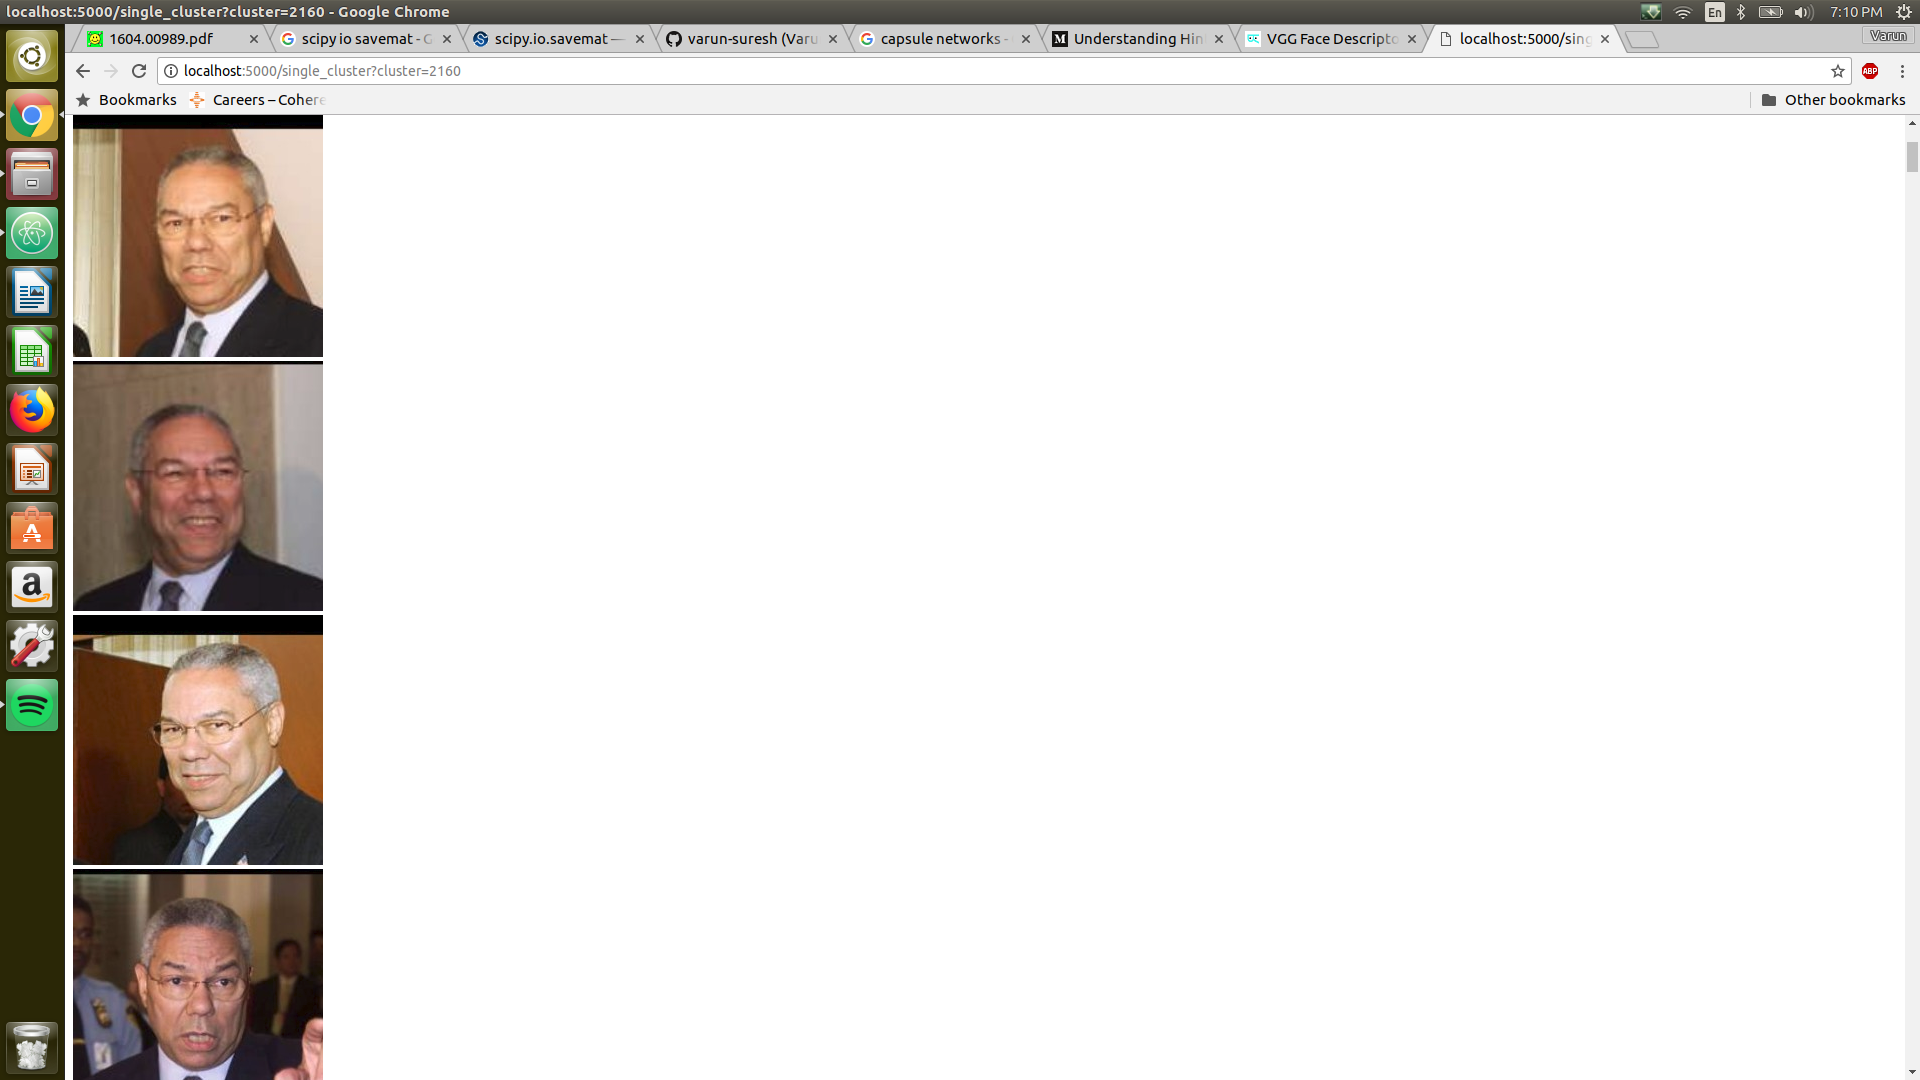 localhost:5000/single_cluster?cluster=2160 - Google Chrome
En
7:10 PM
1604.00989.pdf
scipy io savemat - G
scipy.io.savemat —
varun-suresh (Varu
capsule networks -
Understanding Hin
VGG Face Descripto
localhost:5000/sing
Varun
localhost:5000/single_cluster?cluster=2160
ABP
Bookmarks
Careers – Cohere
Other bookmarks